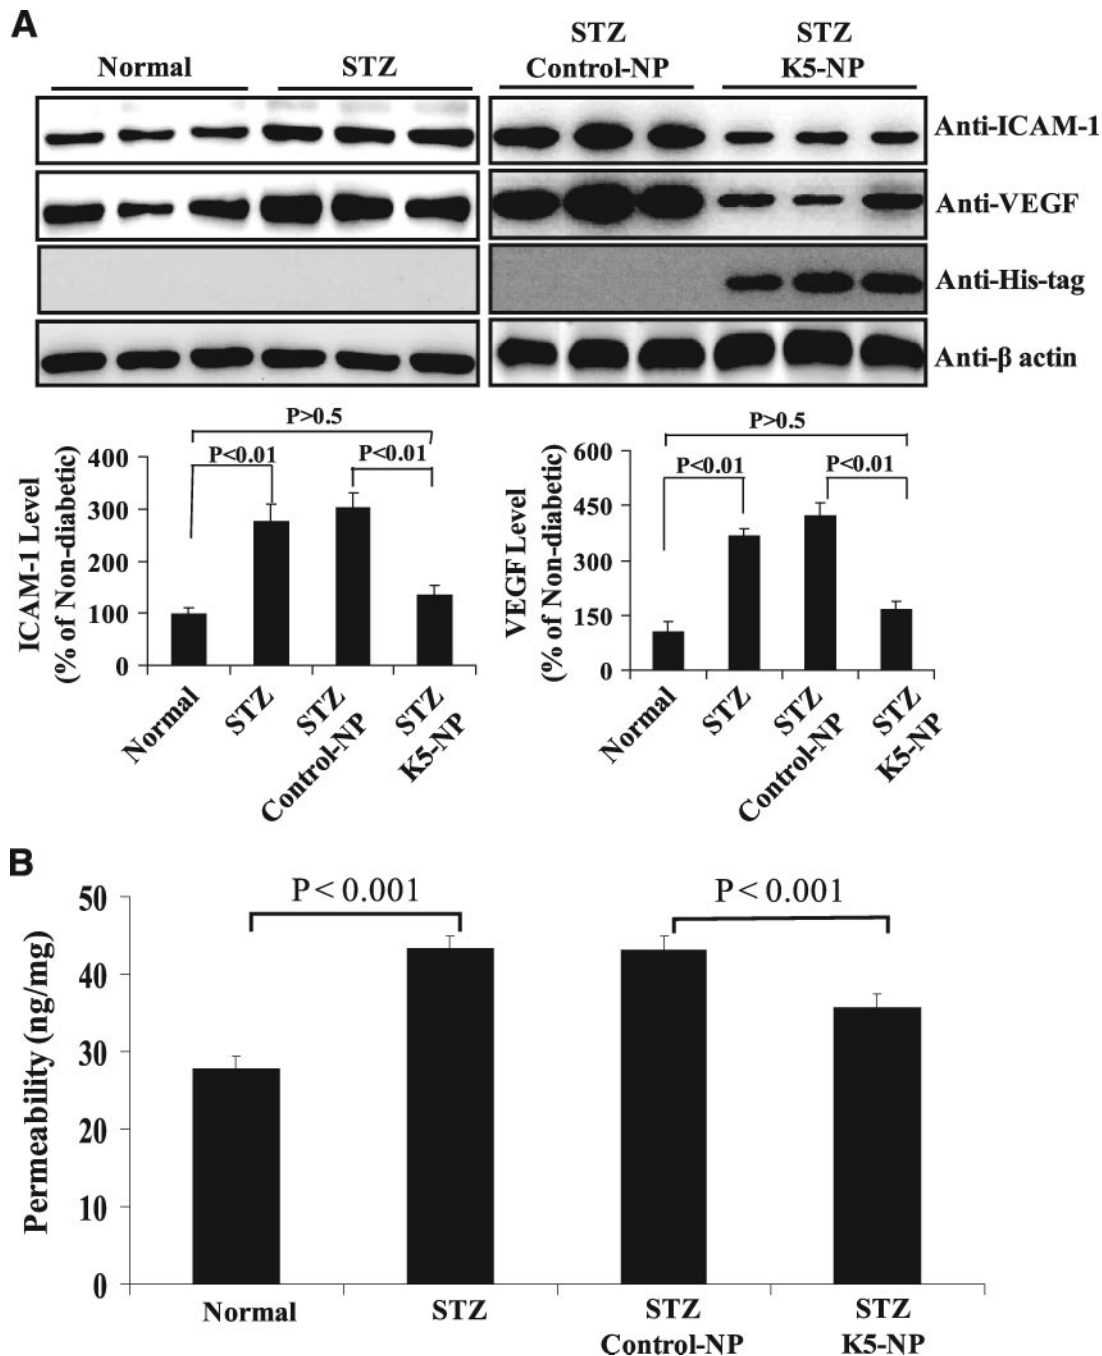 A
Normal
STZ
STZ
Control-NP
STZ
K5-NP
Anti-ICAM-1
Anti-VEGF
Anti-His-tag
Anti-β actin
P>0.5
P<0.01
P<0.01
ICAM-1 Level
(% of Non-diabetic)
400
300
200
100
0
Normal
STZ
STZ
Control-NP
STZ
K5-NP
P>0.5
P<0.01
P<0.01
VEGF Level
(% of Non-diabetic)
600
450
300
150
0
Normal
STZ
STZ
Control-NP
STZ
K5-NP
B
P < 0.001
P < 0.001
Permeability (ng/mg)
50
40
30
20
10
0
Normal
STZ
STZ
Control-NP
STZ
K5-NP